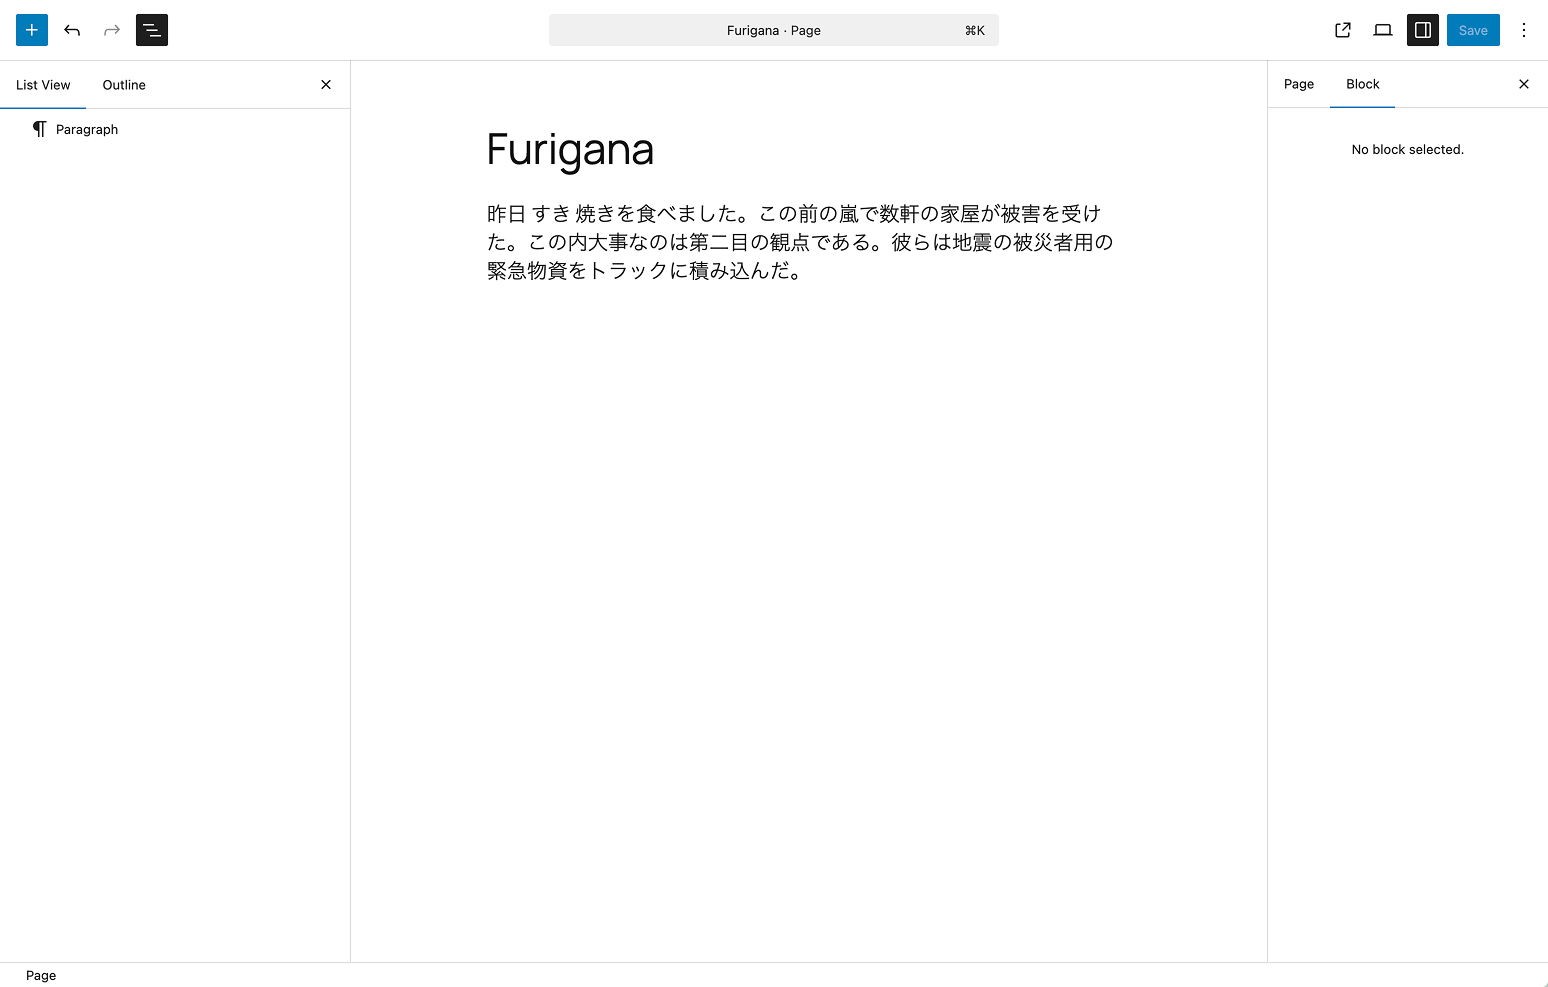 Furigana · Page
⌘K
Save
List View
Outline
Page
Block
Paragraph
No block selected.
Furigana
昨日 すき 焼きを食べました。この前の嵐で数軒の家屋が被害を受け
た。この内大事なのは第二目の観点である。彼らは地震の被災者用の
緊急物資をトラックに積み込んだ。
Page